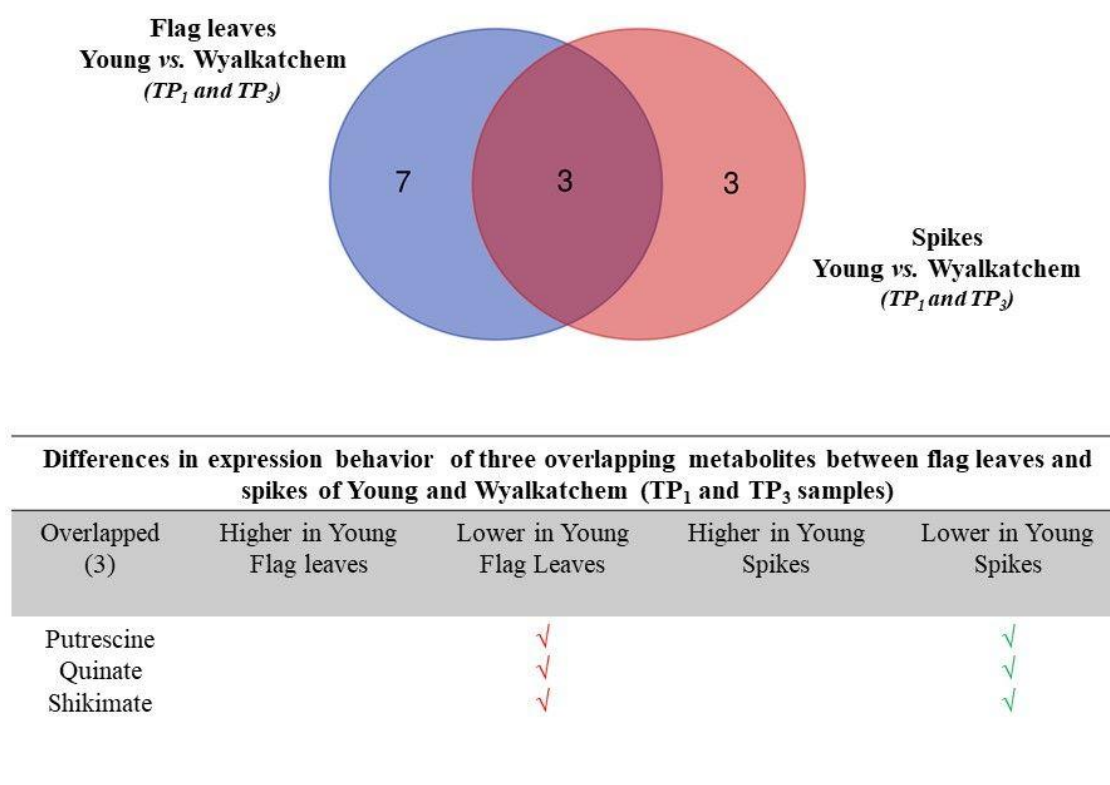 Flag leaves
Young vs. Wyalkatchem
(TP₁ and TP₃)
7
3
3
Spikes
Young vs. Wyalkatchem
(TP₁ and TP₃)
Differences in expression behavior of three overlapping metabolites between flag leaves and
spikes of Young and Wyalkatchem (TP₁ and TP₃ samples)
Overlapped Higher in Young Lower in Young Higher in Young Lower in Young
(3) Flag leaves Flag Leaves Spikes Spikes
Putrescine √ √
Quinate √ √
Shikimate √ √